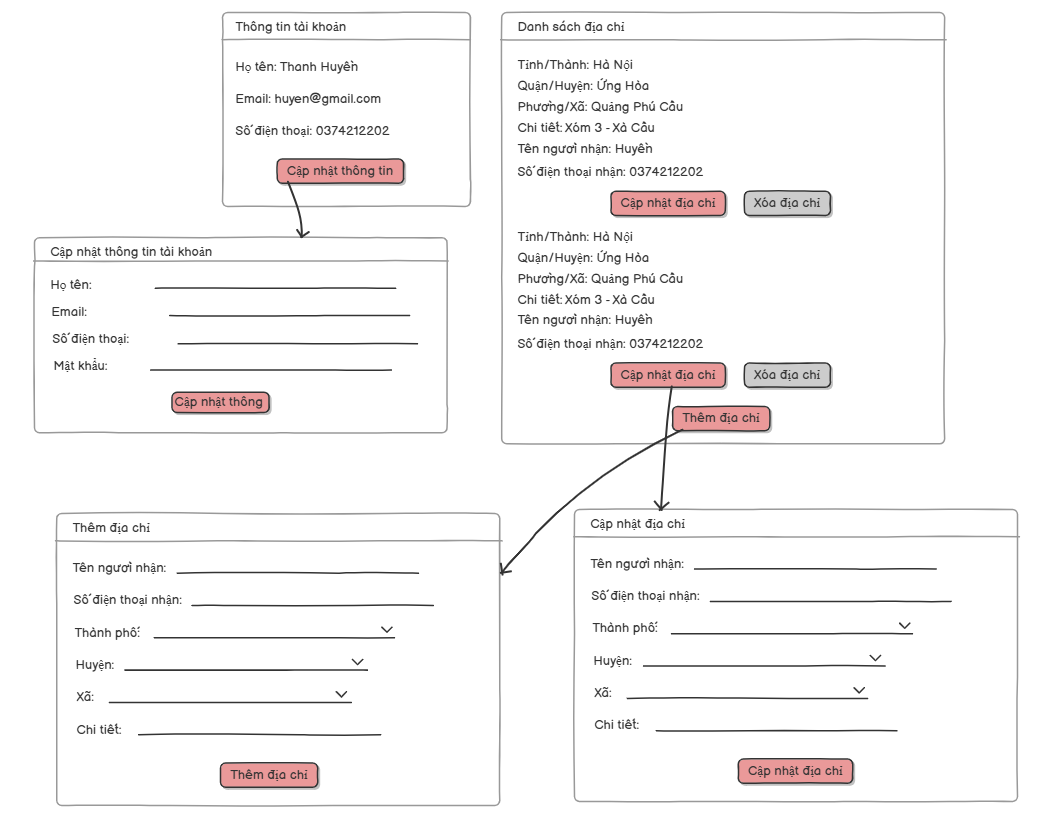 Thông tin tài khoản
Họ tên: Thanh Huyền
Email: huyen@gmail.com
Số điện thoại: 0374212202
Cập nhật thông tin
Cập nhật thông tin tài khoản
Họ tên:
Email:
Số điện thoại:
Mật khẩu:
Cập nhật thông
Danh sách địa chỉ
Tỉnh/Thành: Hà Nội
Quận/Huyện: Ứng Hòa
Phường/Xã: Quảng Phú Cầu
Chi tiết: Xóm 3 - Xà Cầu
Tên người nhận: Huyền
Số điện thoại nhận: 0374212202
Cập nhật địa chỉ
Xóa địa chỉ
Tỉnh/Thành: Hà Nội
Quận/Huyện: Ứng Hòa
Phường/Xã: Quảng Phú Cầu
Chi tiết: Xóm 3 - Xà Cầu
Tên người nhận: Huyền
Số điện thoại nhận: 0374212202
Cập nhật địa chỉ
Xóa địa chỉ
Thêm địa chỉ
Thêm địa chỉ
Tên người nhận:
Số điện thoại nhận:
Thành phố:
Huyện:
Xã:
Chi tiết:
Thêm địa chỉ
Cập nhật địa chỉ
Tên người nhận:
Số điện thoại nhận:
Thành phố:
Huyện:
Xã:
Chi tiết:
Cập nhật địa chỉ